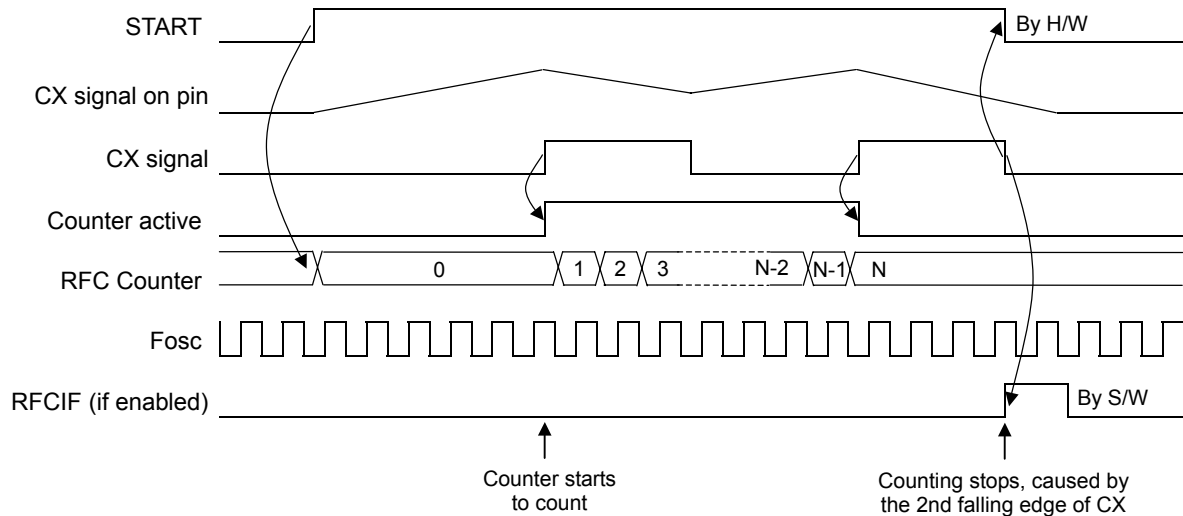 START
By H/W
CX signal on pin
CX signal
Counter active
RFC Counter
0
1
2
3
N-2
N-1
N
Fosc
RFCIF (if enabled)
By S/W
Counter starts
to count
Counting stops, caused by
the 2nd falling edge of CX